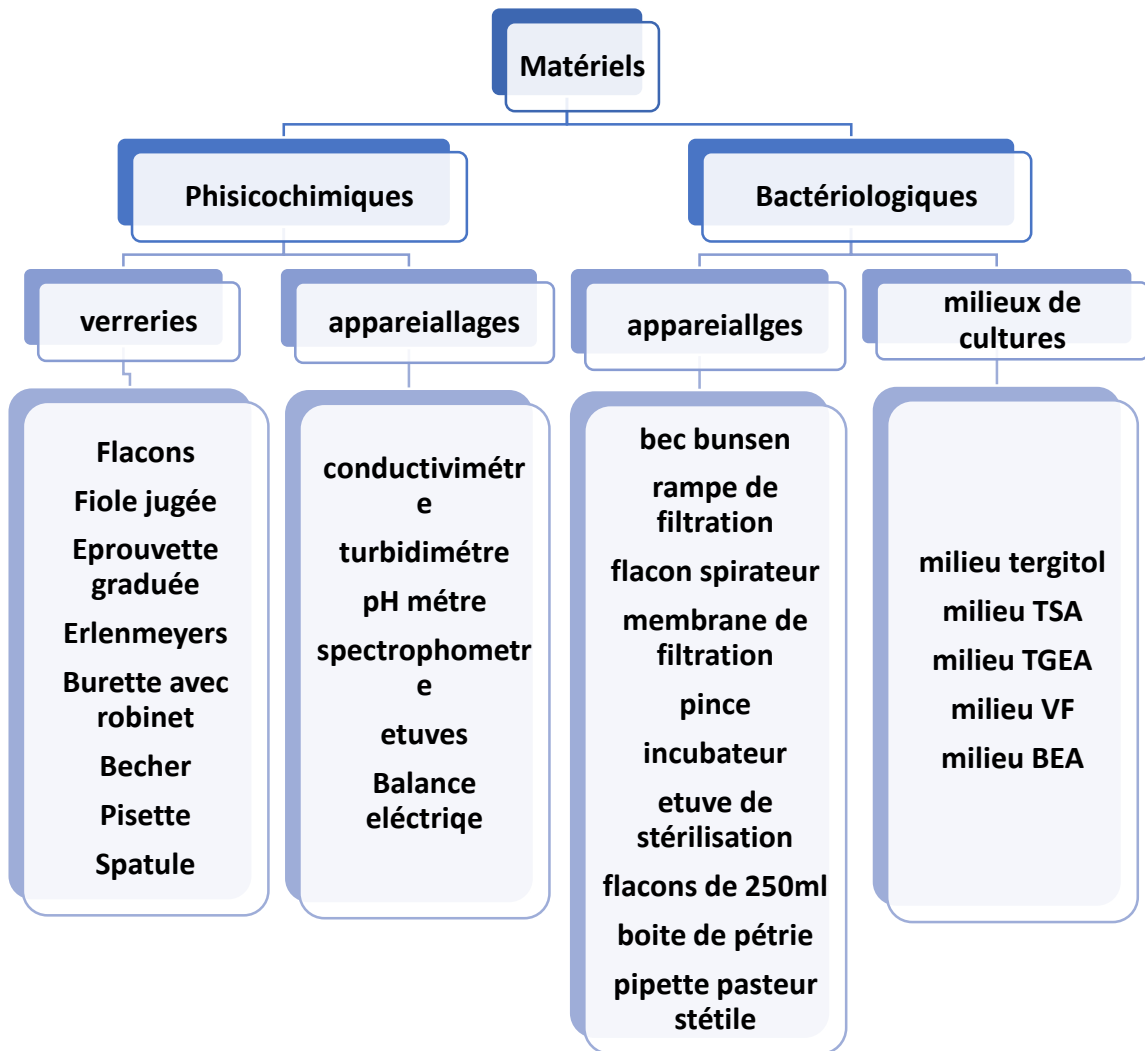 Matériels
Phisicochimiques
Bactériologiques
verreries
appareiallages
appareiallges
milieux de
cultures
Flacons
Fiole jugée
Eprouvette
graduée
Erlenmeyers
Burette avec
robinet
Becher
Pisette
Spatule
conductivimétr
e
turbidimétre
pH métre
spectrophometr
e
etuves
Balance
eléctriqe
bec bunsen
rampe de
filtration
flacon spirateur
membrane de
filtration
pince
incubateur
etuve de
stérilisation
flacons de 250ml
boite de pétrie
pipette pasteur
stétile
milieu tergitol
milieu TSA
milieu TGEA
milieu VF
milieu BEA